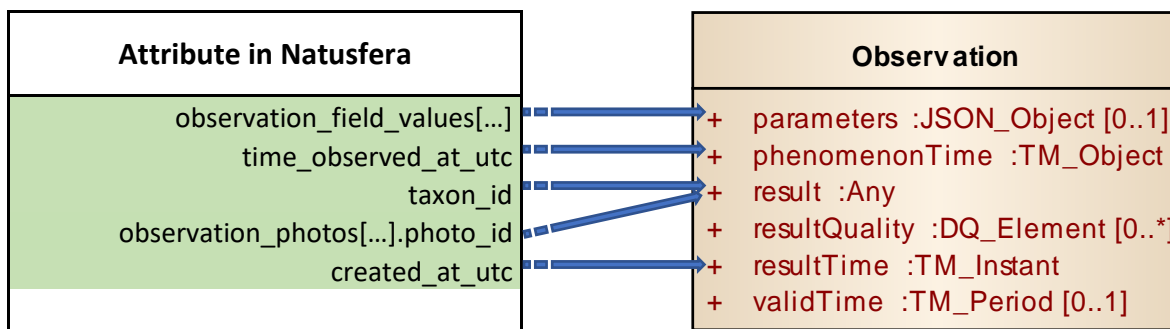 Attribute in Natusfera
observation_field_values[…]
time_observed_at_utc
taxon_id
observation_photos[…].photo_id
created_at_utc
Observation
+ parameters :JSON_Object [0..1]
+ phenomenonTime :TM_Object
+ result :Any
+ resultQuality :DQ_Element [0..*]
+ resultTime :TM_Instant
+ validTime :TM_Period [0..1]